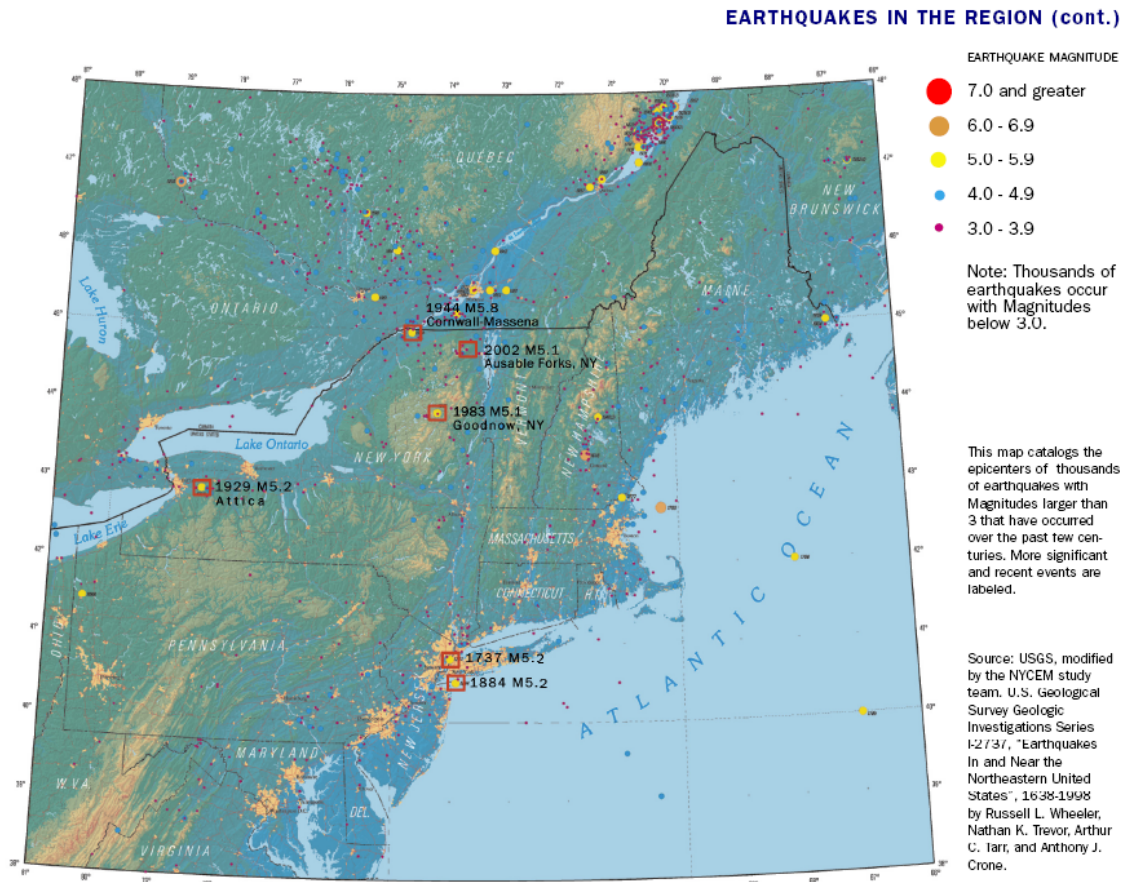 EARTHQUAKES IN THE REGION (cont.)
EARTHQUAKE MAGNITUDE
7.0 and greater
6.0 - 6.9
5.0 - 5.9
4.0 - 4.9
3.0 - 3.9
Note: Thousands of
earthquakes occur
with Magnitudes
below 3.0.
This map catalogs the
epicenters of thousands
of earthquakes with
Magnitudes larger than
3 that have occurred
over the past few cen-
turies. More significant
and recent events are
labeled.
Source: USGS, modified
by the NYCEM study
team. U.S. Geological
Survey Geologic
Investigations Series
I-2737, "Earthquakes
In and Near the
Northeastern United
States", 1638-1998
by Russell L. Wheeler,
Nathan K. Trevor, Arthur
C. Tarr, and Anthony J.
Crone.
QUÉBEC
NEW
BRUNSWICK
MAINE
ONTARIO
Lake Huron
1944 M5.8
Cornwall-Massena
2002 M5.1
Ausable Forks, NY
1983 M5.1
Goodnow, NY
VERMONT
NEW HAMPSHIRE
Lake Ontario
NEW YORK
1929 M5.2
Attica
Lake Erie
MASSACHUSETTS
CONNECTICUT
R.I.
ATLANTIC OCEAN
OHIO
PENNSYLVANIA
1737 M5.2
1884 M5.2
NEW JERSEY
MARYLAND
W.VA.
DEL.
VIRGINIA